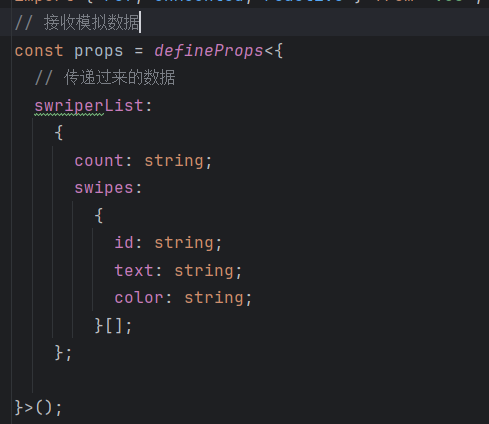 // 接收模拟数据
const props = defineProps<{
// 传递过来的数据
swriperList:
{
count: string;
swipes:
{
id: string;
text: string;
color: string;
}[];
};
}>();